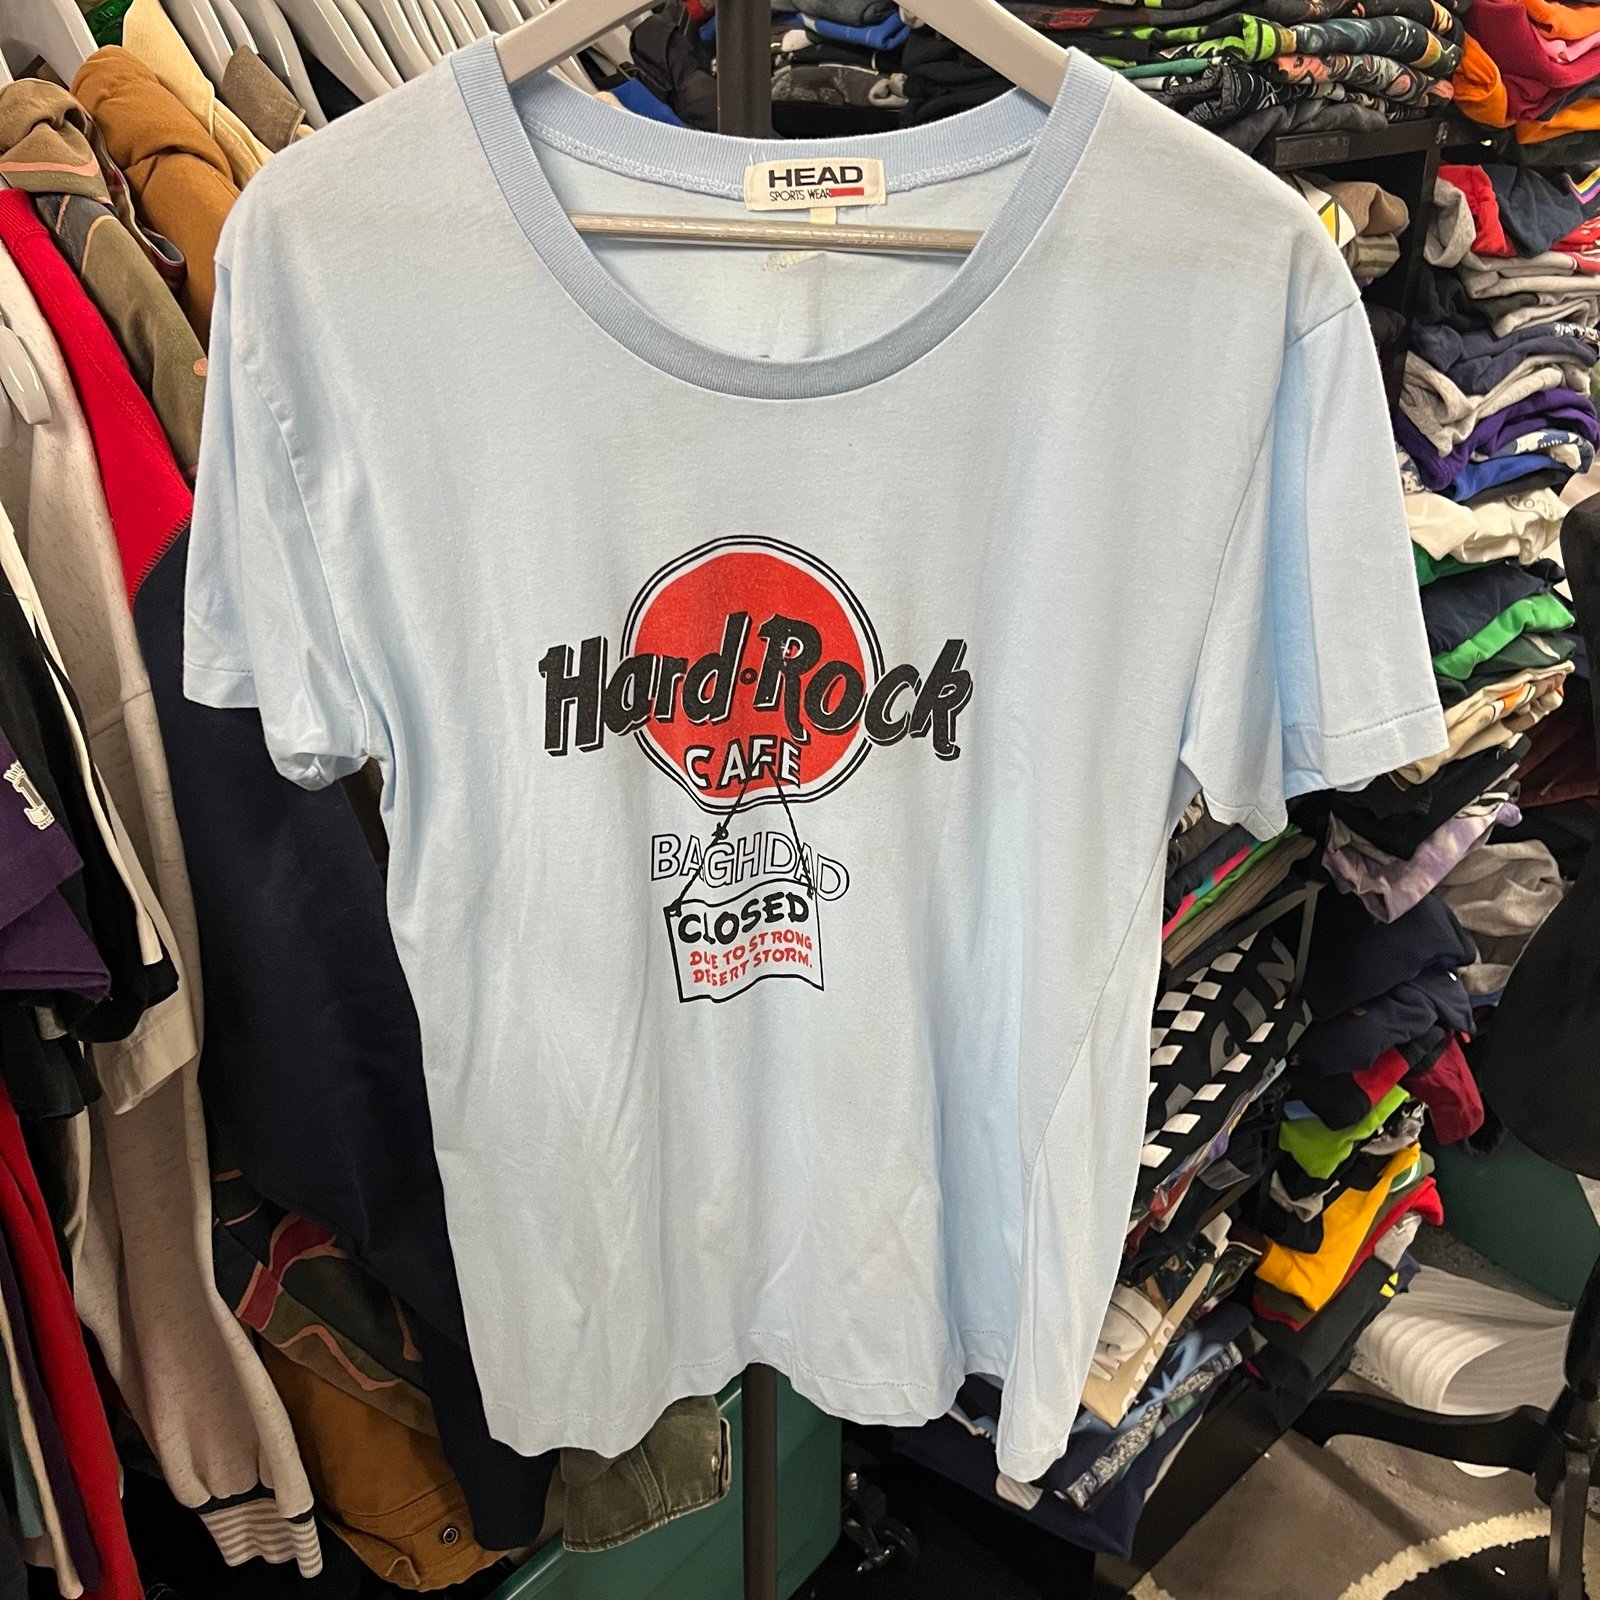 HEAD
SPORTS WEAR
Hard Rock
CAFE
BAGHDAD
CLOSED
DUE TO STRONG
DESERT STORM.